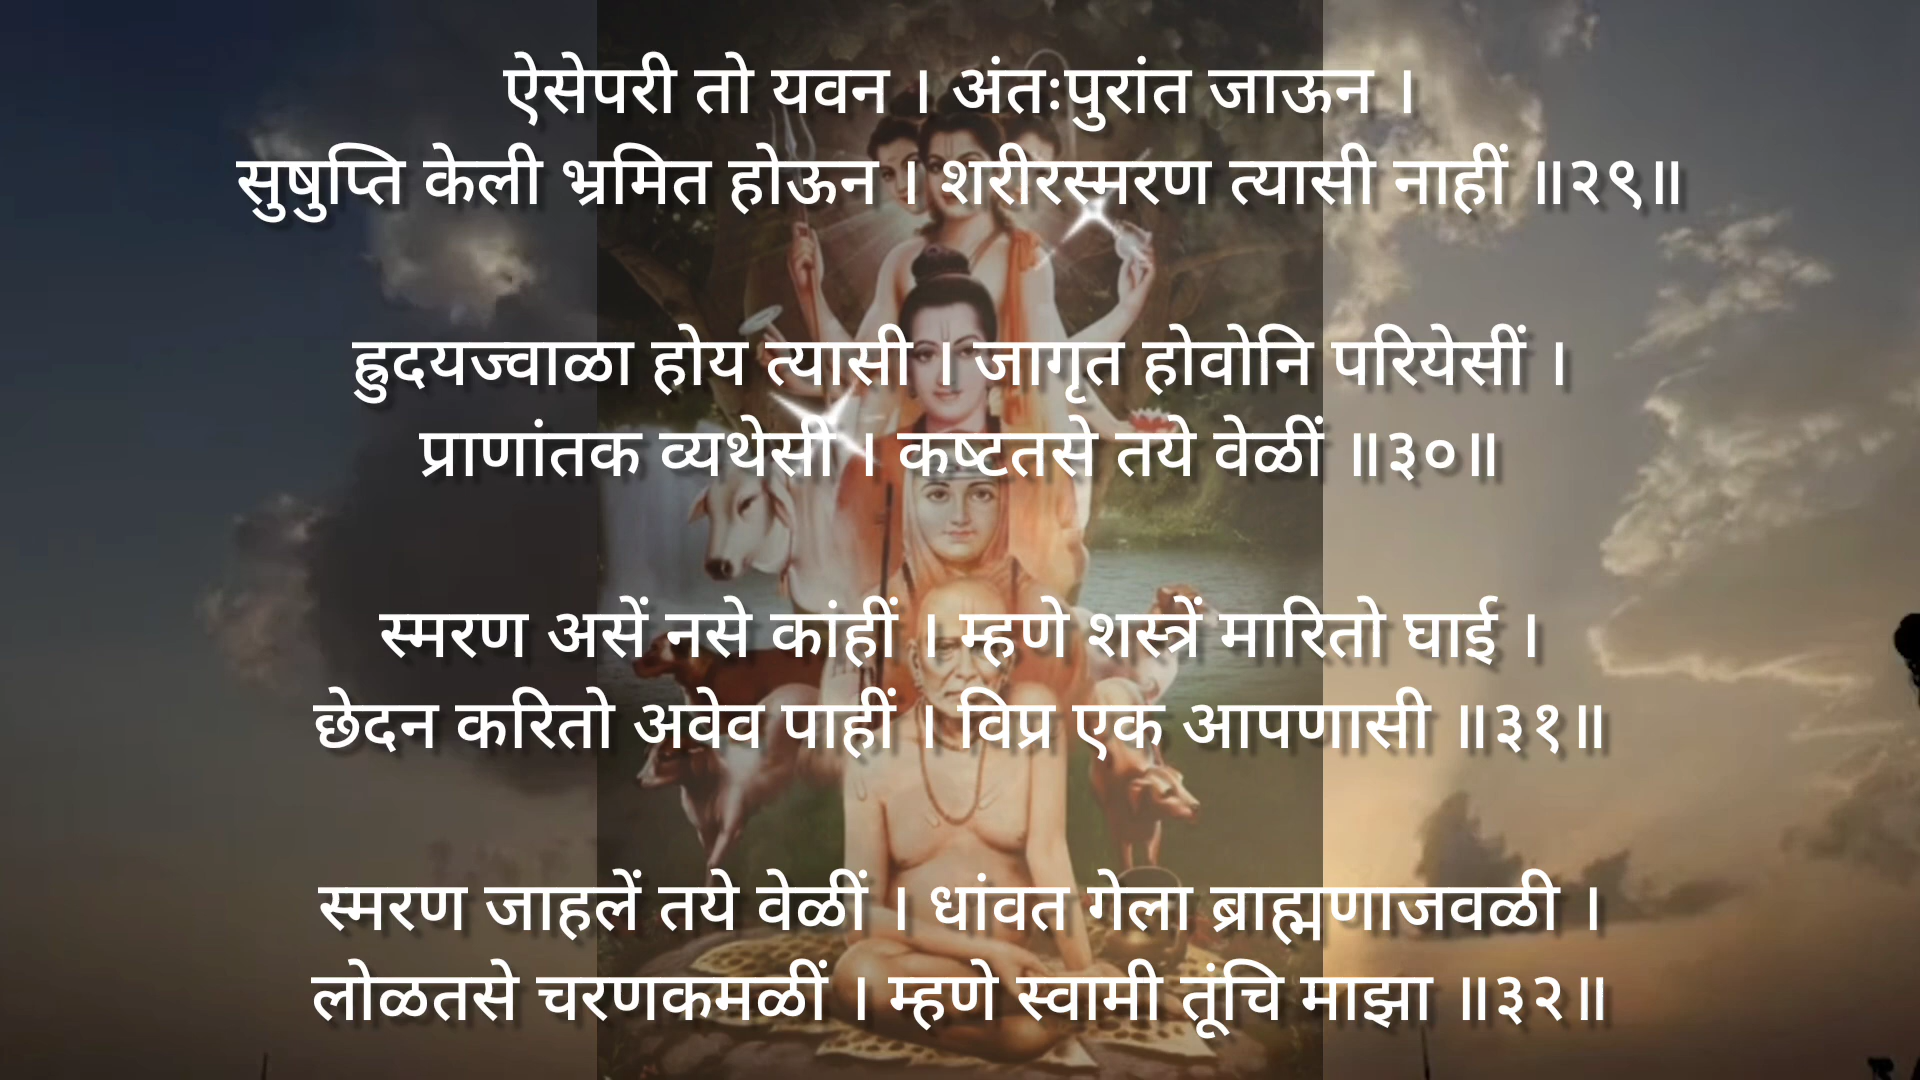 ऐसेपरी तो यवन । अंतःपुरांत जाऊन ।
सुषुप्ति केली भ्रमित होऊन । शरीरस्मरण त्यासी नाहीं ॥२९॥
ह्रुदयज्वाळा होय त्यासी । जागृत होवोनि परियेसीं ।
प्राणांतक व्यथेसी । कष्टतसे तये वेळीं ॥३०॥
स्मरण असें नसे कांहीं । म्हणे शस्त्रें मारितो घाई ।
छेदन करितो अवेव पाहीं । विप्र एक आपणासी ॥३१॥
स्मरण जाहलें तये वेळीं । धांवत गेला ब्राह्मणाजवळी ।
लोळतसे चरणकमळीं । म्हणे स्वामी तूंचि माझा ॥३२॥